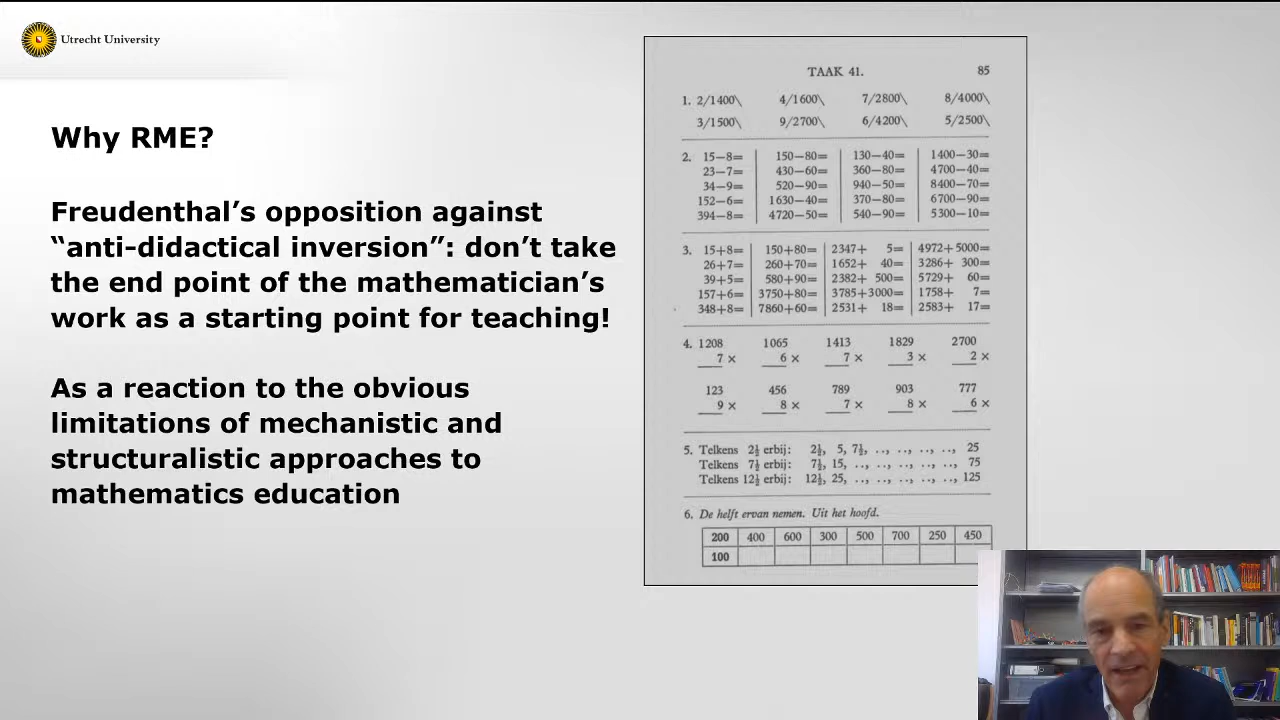 Utrecht University
Why RME?
Freudenthal’s opposition against
“anti-didactical inversion”: don’t take
the end point of the mathematician’s
work as a starting point for teaching!
As a reaction to the obvious
limitations of mechanistic and
structuralistic approaches to
mathematics education
TAAK 41. 85
1. 2/1400\ 4/1600\ 7/2800\ 8/4000\
3/1500\ 9/2700\ 6/4200\ 5/2500\
2. 15—8= 150—80= 130—40= 1400—30=
23—7= 430—60= 360—80= 4700—40=
34—9= 520—90= 940—50= 8400—70=
152—6= 1630—40= 370—80= 6700—90=
394—8= 4720—50= 540—90= 5300—10=
3. 15+8= 150+80= 2347+ 5= 4972+5000=
26+7= 260+70= 1652+ 40= 3286+ 300=
39+5= 580+90= 2382+ 500= 5729+ 60=
157+6= 3750+80= 3785+3000= 1758+ 7=
348+8= 7860+60= 2531+ 18= 2583+ 17=
4. 1208 1065 1413 1829 2700
7 × 6 × 7 × 3 × 2 ×
123 456 789 903 777
9 × 8 × 7 × 8 × 6 ×
5. Telkens 2½ erbij: 2½, 5, 7½, .., .., .., .., 25
Telkens 7½ erbij: 7½, 15, .., .., .., .., .., 75
Telkens 12½ erbij: 12½, 25, .., .., .., .., .., 125
6. De helft ervan nemen. Uit het hoofd.
200 400 600 300 500 700 250 450
100